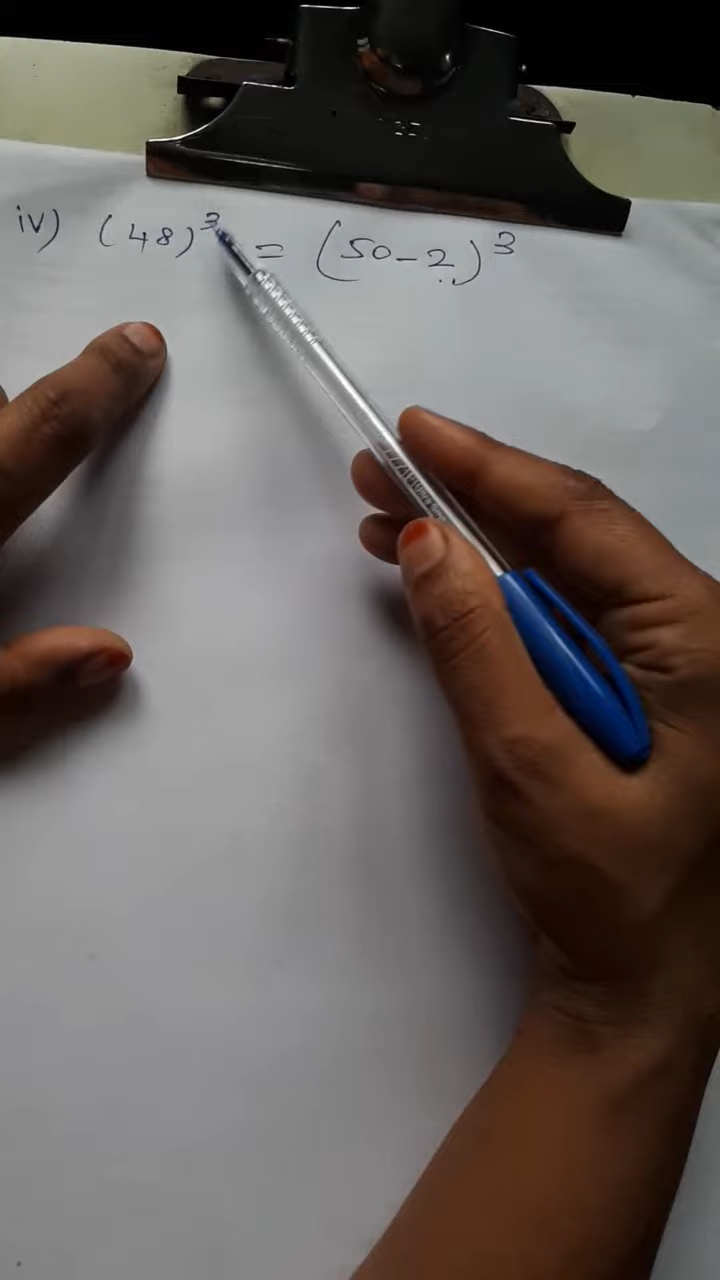 iv) (48)³ = (50-2)³